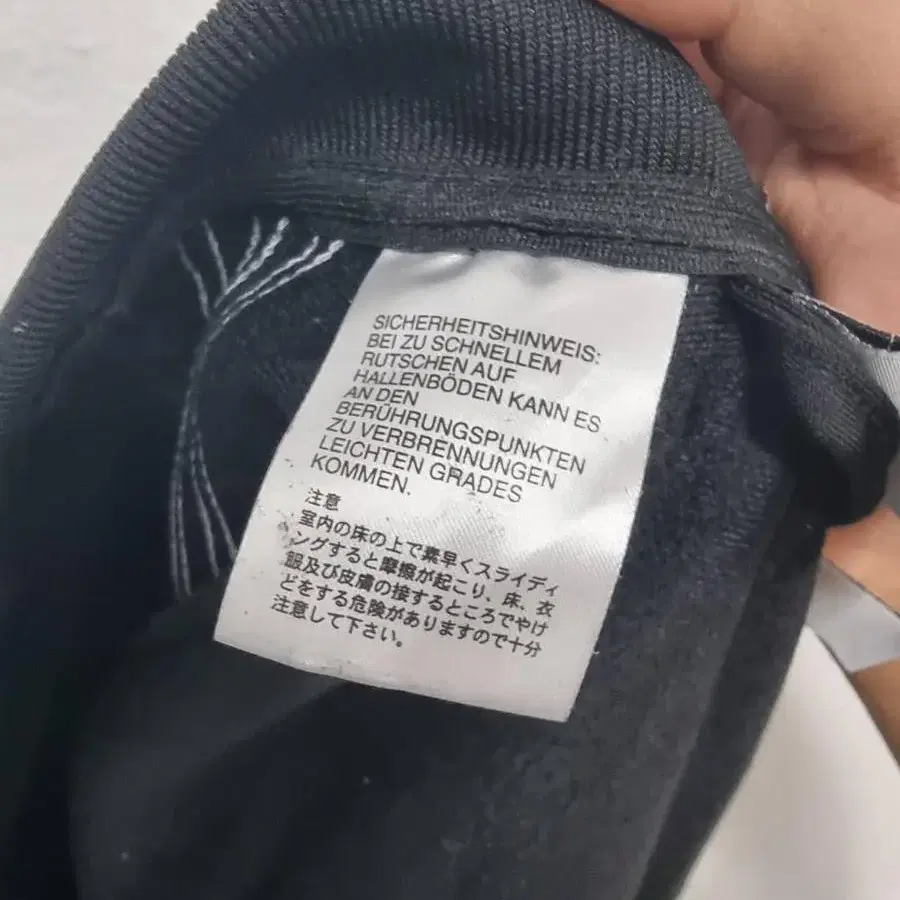 SICHERHEITSHINWEIS:
BEI ZU SCHNELLEM
RUTSCHEN AUF
HALLENBÖDEN KANN ES
AN DEN
BERÜHRUNGSPUNKTEN
ZU VERBRENNUNGEN
LEICHTEN GRADES
KOMMEN.
注意
室内の床の上で素早くスライディ
ングすると摩擦が起こり、床、衣
服及び皮膚の接するところでやけ
どをする危険がありますので十分
注意して下さい。